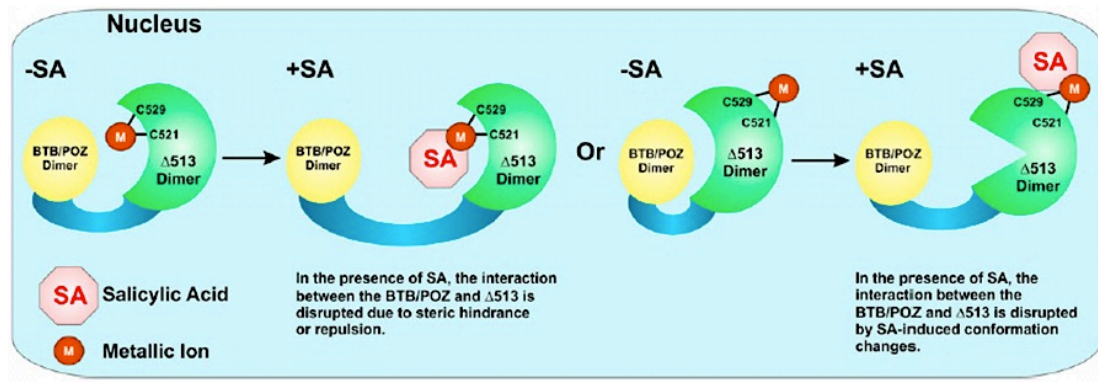 Nucleus
-SA
C529
M
C521
BTB/POZ
Dimer
Δ513
Dimer
+SA
C529
M
C521
SA
BTB/POZ
Dimer
Δ513
Dimer
In the presence of SA, the interaction
between the BTB/POZ and Δ513 is
disrupted due to steric hindrance
or repulsion.
Or
-SA
M
C529
C521
BTB/POZ
Dimer
Δ513
Dimer
+SA
SA
M
C529
C521
BTB/POZ
Dimer
Δ513
Dimer
In the presence of SA, the
interaction between the
BTB/POZ and Δ513 is disrupted
by SA-induced conformation
changes.
SA Salicylic Acid
M Metallic Ion